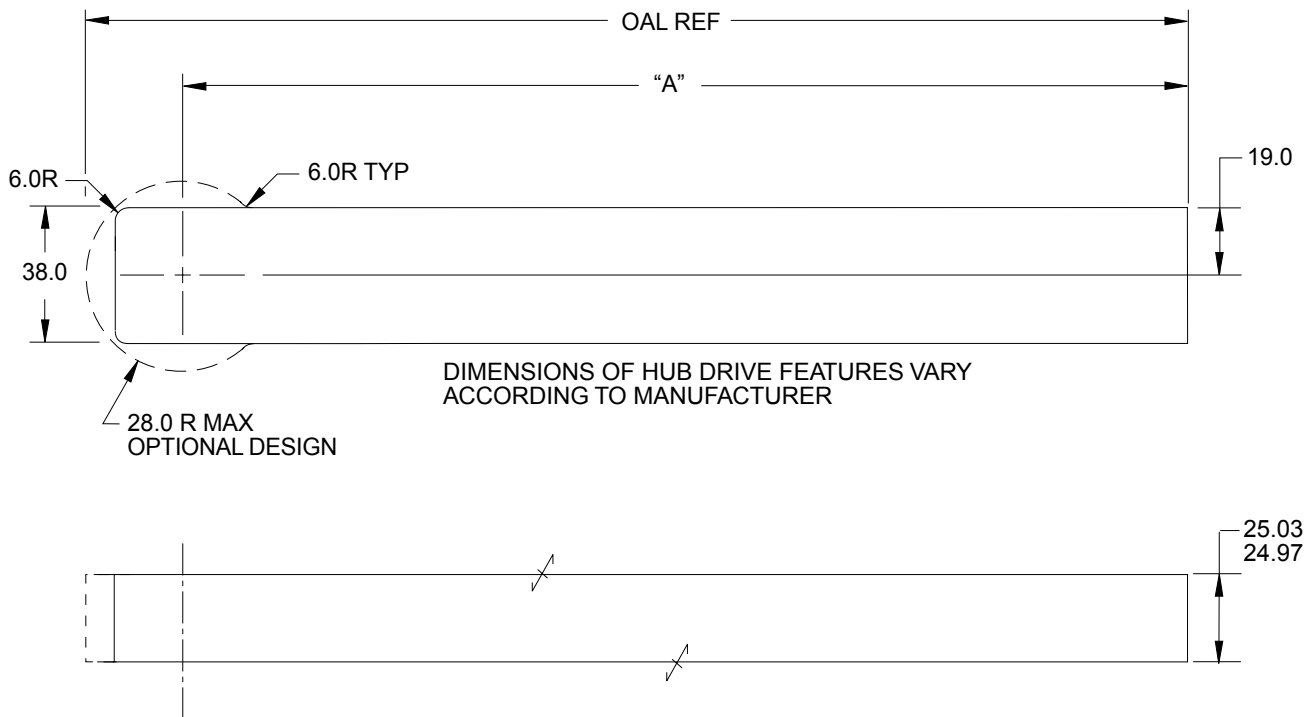 OAL REF
“A”
19.0
6.0R
6.0R TYP
38.0
DIMENSIONS OF HUB DRIVE FEATURES VARY
ACCORDING TO MANUFACTURER
28.0 R MAX
OPTIONAL DESIGN
25.03
24.97